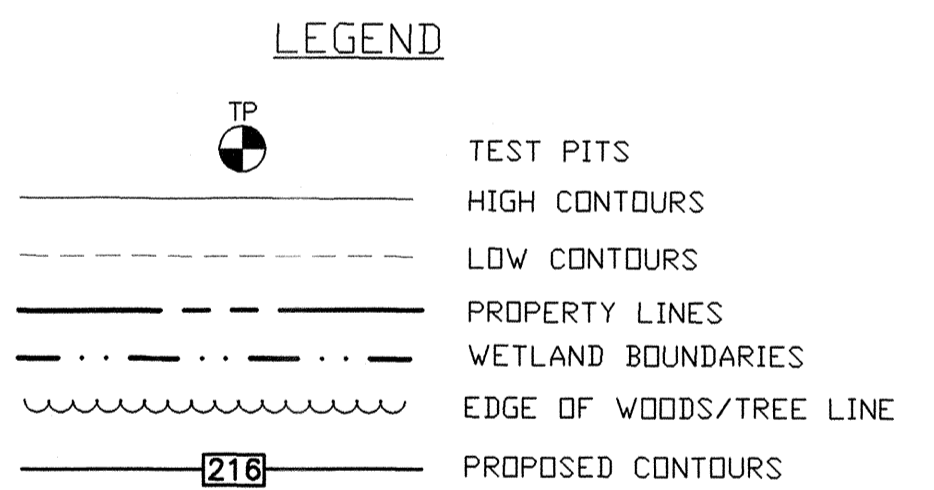 LEGEND
TP
TEST PITS
HIGH CONTOURS
LOW CONTOURS
PROPERTY LINES
WETLAND BOUNDARIES
EDGE OF WOODS/TREE LINE
216 PROPOSED CONTOURS